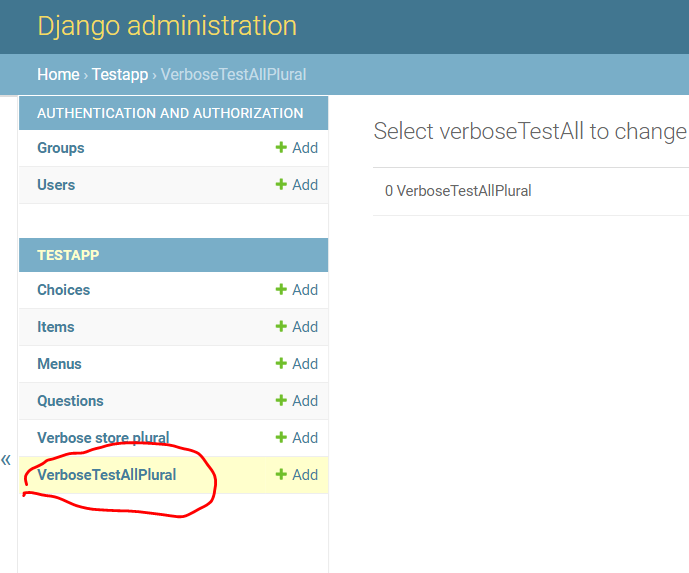 Django administration
Home › Testapp › VerboseTestAllPlural
AUTHENTICATION AND AUTHORIZATION
Groups + Add
Users + Add
TESTAPP
Choices + Add
Items + Add
Menus + Add
Questions + Add
Verbose store plural + Add
VerboseTestAllPlural + Add
«
Select verboseTestAll to change
0 VerboseTestAllPlural